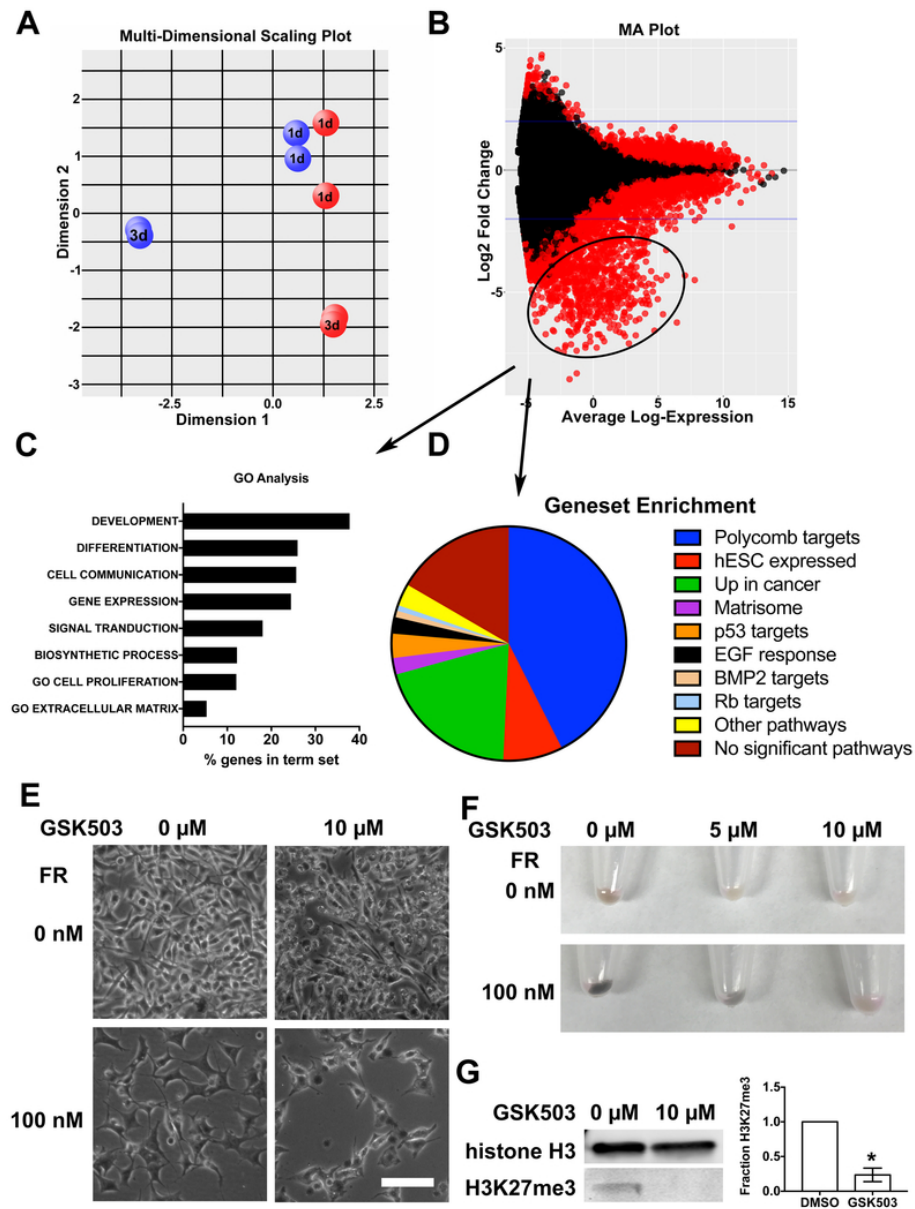 A
Multi-Dimensional Scaling Plot
Dimension 2
2
1
0
-1
-2
-3
1d
1d
1d
1d
3d
3d
-2.5
0.0
2.5
Dimension 1
B
MA Plot
Log2 Fold Change
5
0
-5
-5
0
5
10
15
Average Log-Expression
C
GO Analysis
DEVELOPMENT
DIFFERENTIATION
CELL COMMUNICATION
GENE EXPRESSION
SIGNAL TRANDUCTION
BIOSYNTHETIC PROCESS
GO CELL PROLIFERATION
GO EXTRACELLULAR MATRIX
0 10 20 30 40
% genes in term set
D
Geneset Enrichment
Polycomb targets
hESC expressed
Up in cancer
Matrisome
p53 targets
EGF response
BMP2 targets
Rb targets
Other pathways
No significant pathways
E
GSK503 0 µM 10 µM
FR
0 nM
100 nM
F
GSK503 0 µM 5 µM 10 µM
FR
0 nM
100 nM
G
GSK503 0 µM 10 µM
histone H3
H3K27me3
Fraction H3K27me3
1.5
1.0
0.5
0.0
*
DMSO GSK503